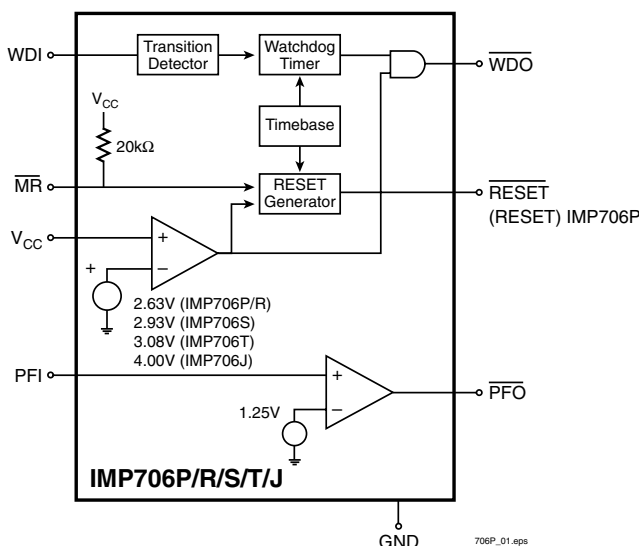 WDI
Transition
Detector
Watchdog
Timer
WDO
VCC
20kΩ
Timebase
MR
RESET
Generator
RESET
(RESET) IMP706P
VCC
+
−
+
2.63V (IMP706P/R)
2.93V (IMP706S)
3.08V (IMP706T)
4.00V (IMP706J)
PFI
+
−
PFO
1.25V
IMP706P/R/S/T/J
GND
706P_01.eps